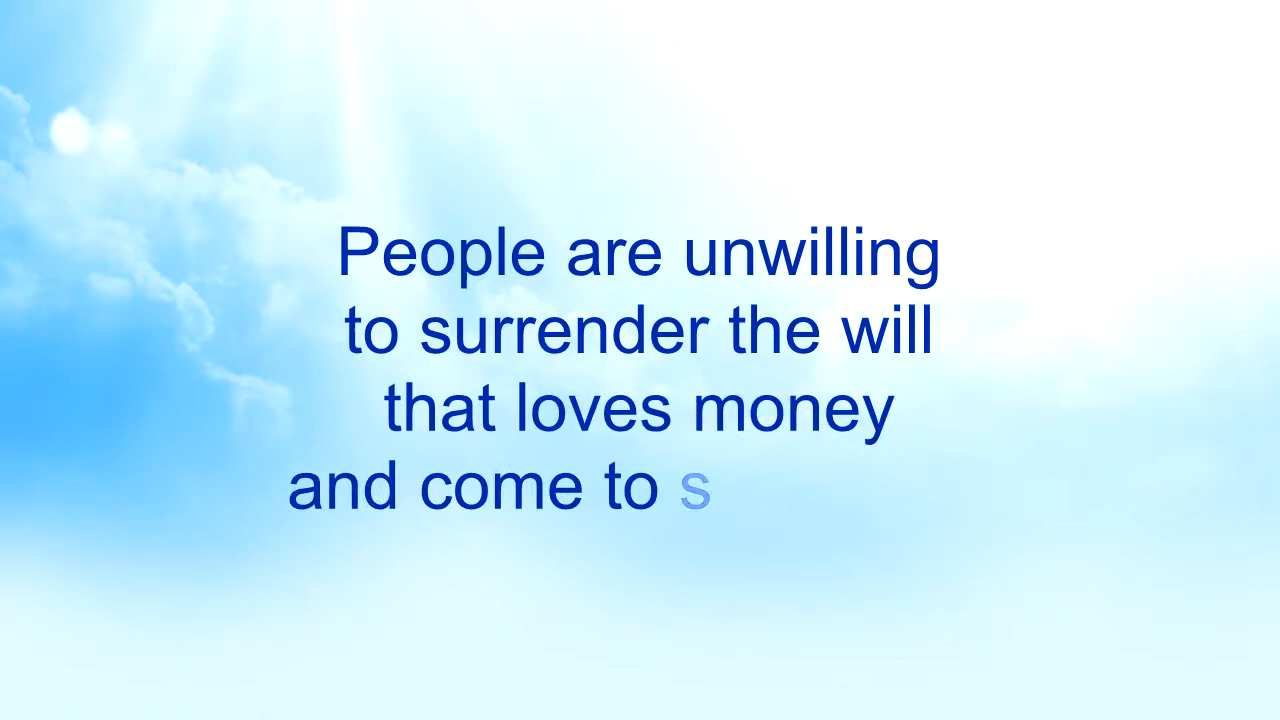 People are unwilling
to surrender the will
that loves money
and come to s